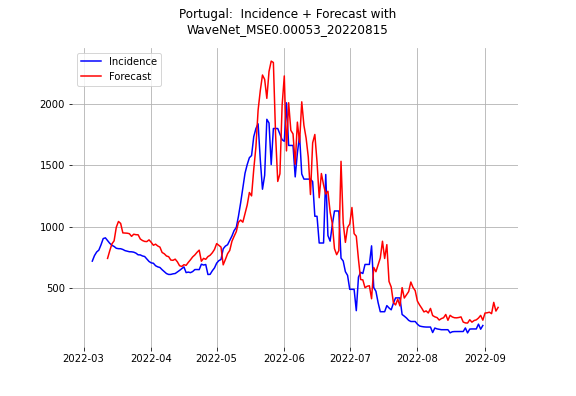 Portugal:  Incidence + Forecast with
WaveNet_MSE0.00053_20220815
Incidence
Forecast
2000
1500
1000
500
2022-03 2022-04 2022-05 2022-06 2022-07 2022-08 2022-09